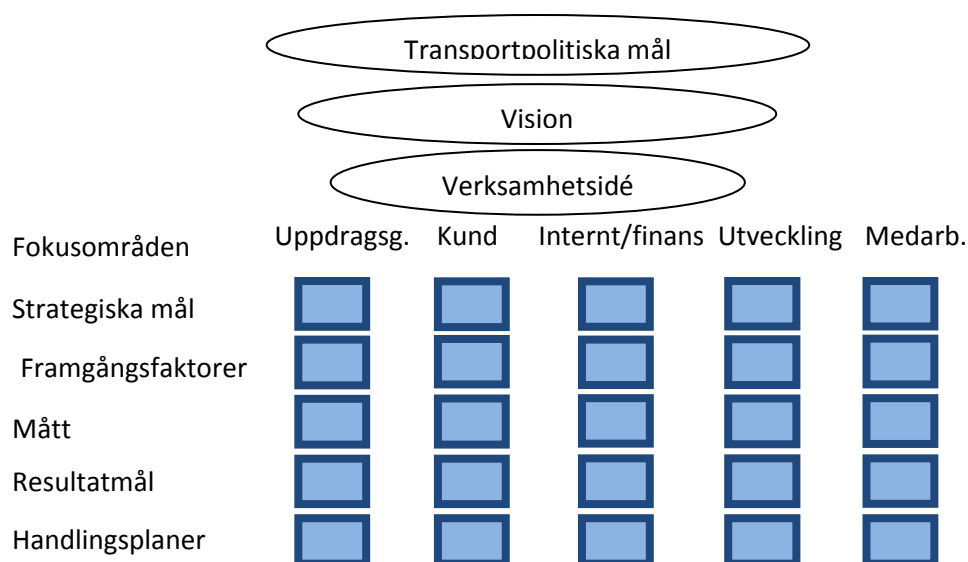 Transportpolitiska mål
Vision
Verksamhetsidé
Fokusområden Uppdragsg. Kund Internt/finans Utveckling Medarb.
Strategiska mål
Framgångsfaktorer
Mått
Resultatmål
Handlingsplaner